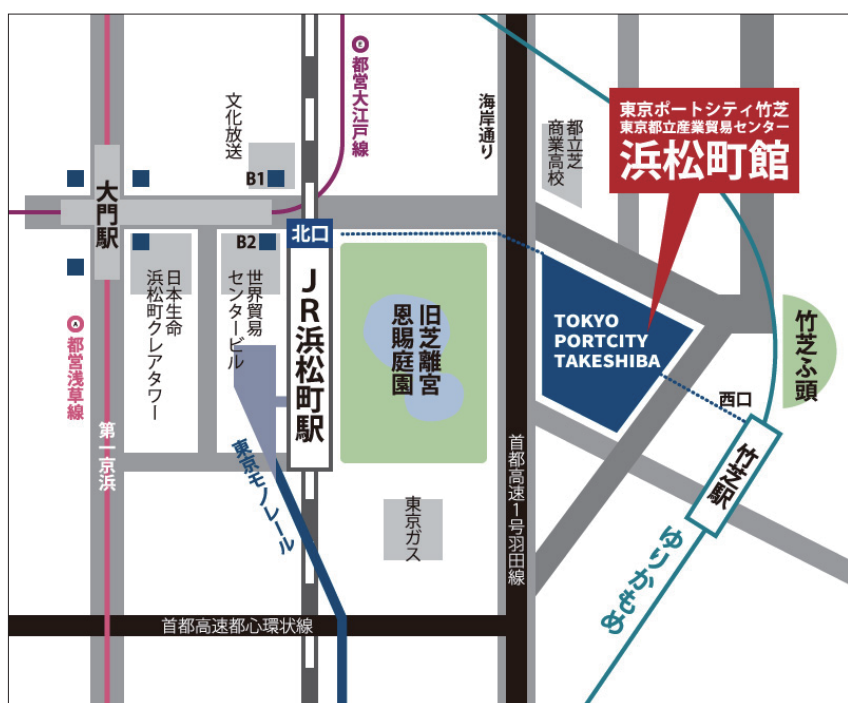 都営大江戸線
文化放送
海岸通り
都立芝
商業高校
東京ポートシティ竹芝
東京都立産業貿易センター
浜松町館
B1
大門駅
B2
北口
JR浜松町駅
日本生命
浜松町クレアタワー
世界貿易
センタービル
旧芝離宮
恩賜庭園
TOKYO
PORTCITY
TAKESHIBA
竹芝ふ頭
西口
竹芝駅
都営浅草線
第一京浜
東京モノレール
東京ガス
首都高速1号羽田線
ゆりかもめ
首都高速都心環状線